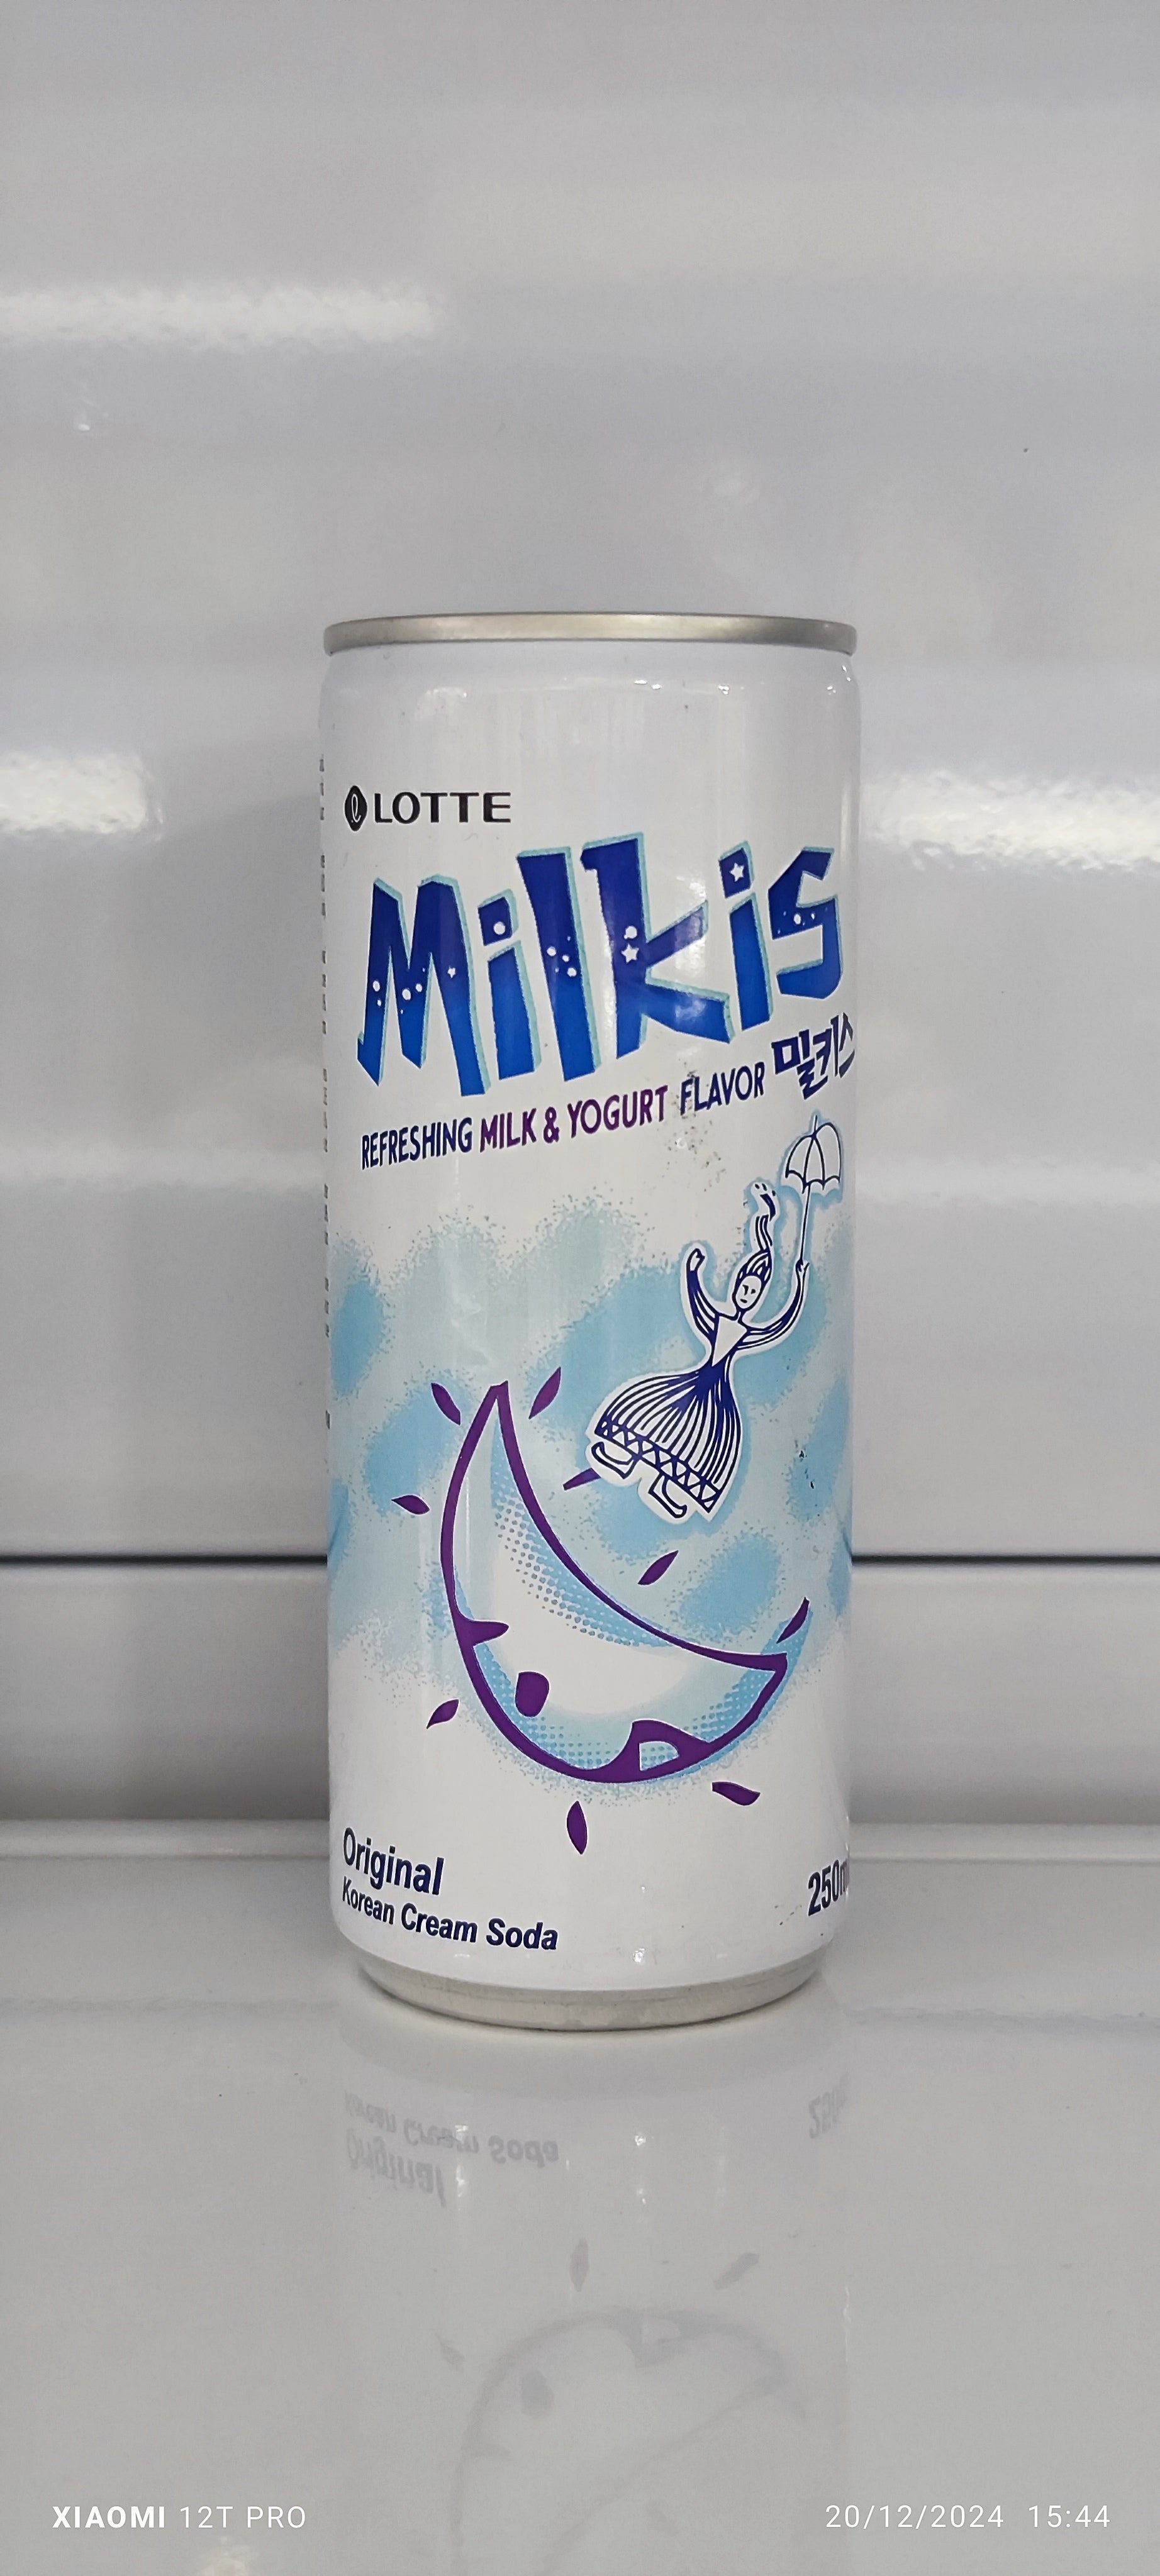 LOTTE
Milkis
밀키스
REFRESHING MILK & YOGURT FLAVOR
Original
Korean Cream Soda
250m
XIAOMI 12T PRO
20/12/2024 15:44